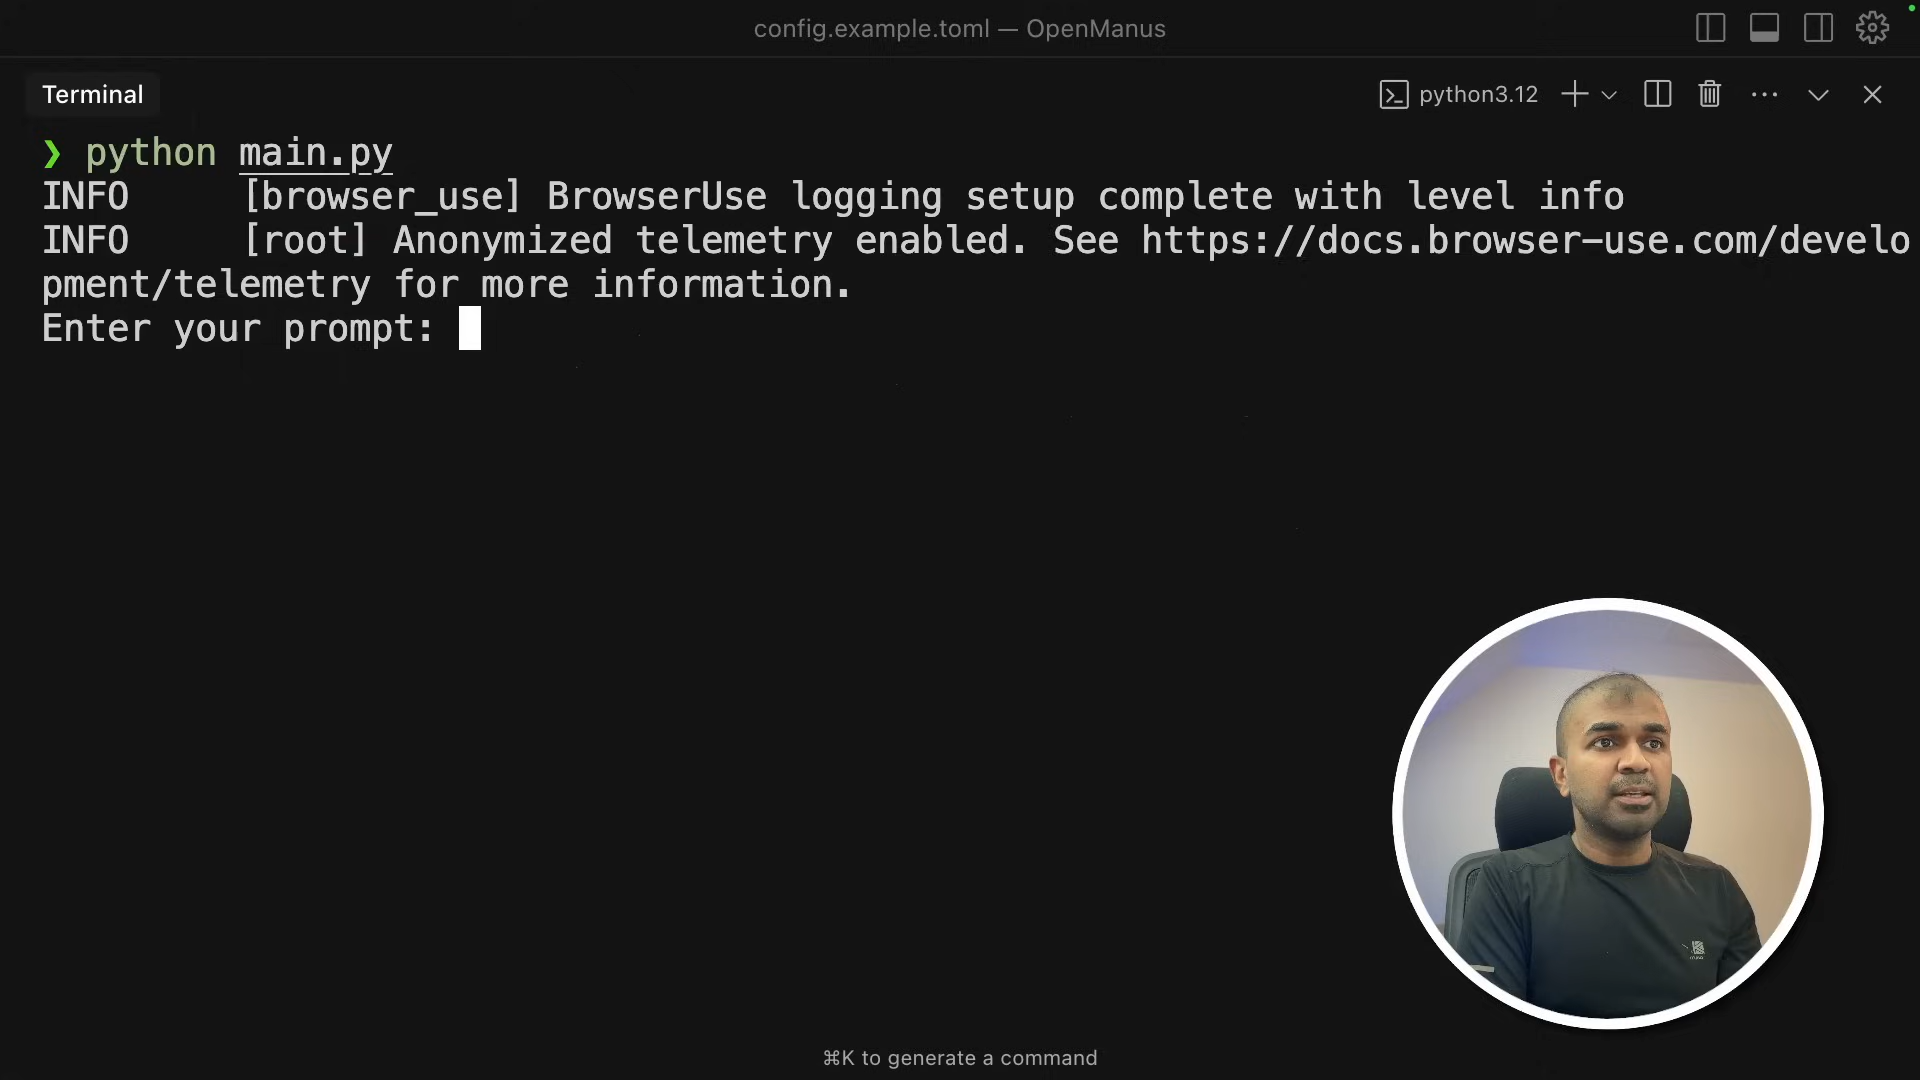 config.example.toml — OpenManus
Terminal
python3.12
❯ python main.py
INFO     [browser_use] BrowserUse logging setup complete with level info
INFO     [root] Anonymized telemetry enabled. See https://docs.browser-use.com/develo
pment/telemetry for more information.
Enter your prompt:
⌘K to generate a command